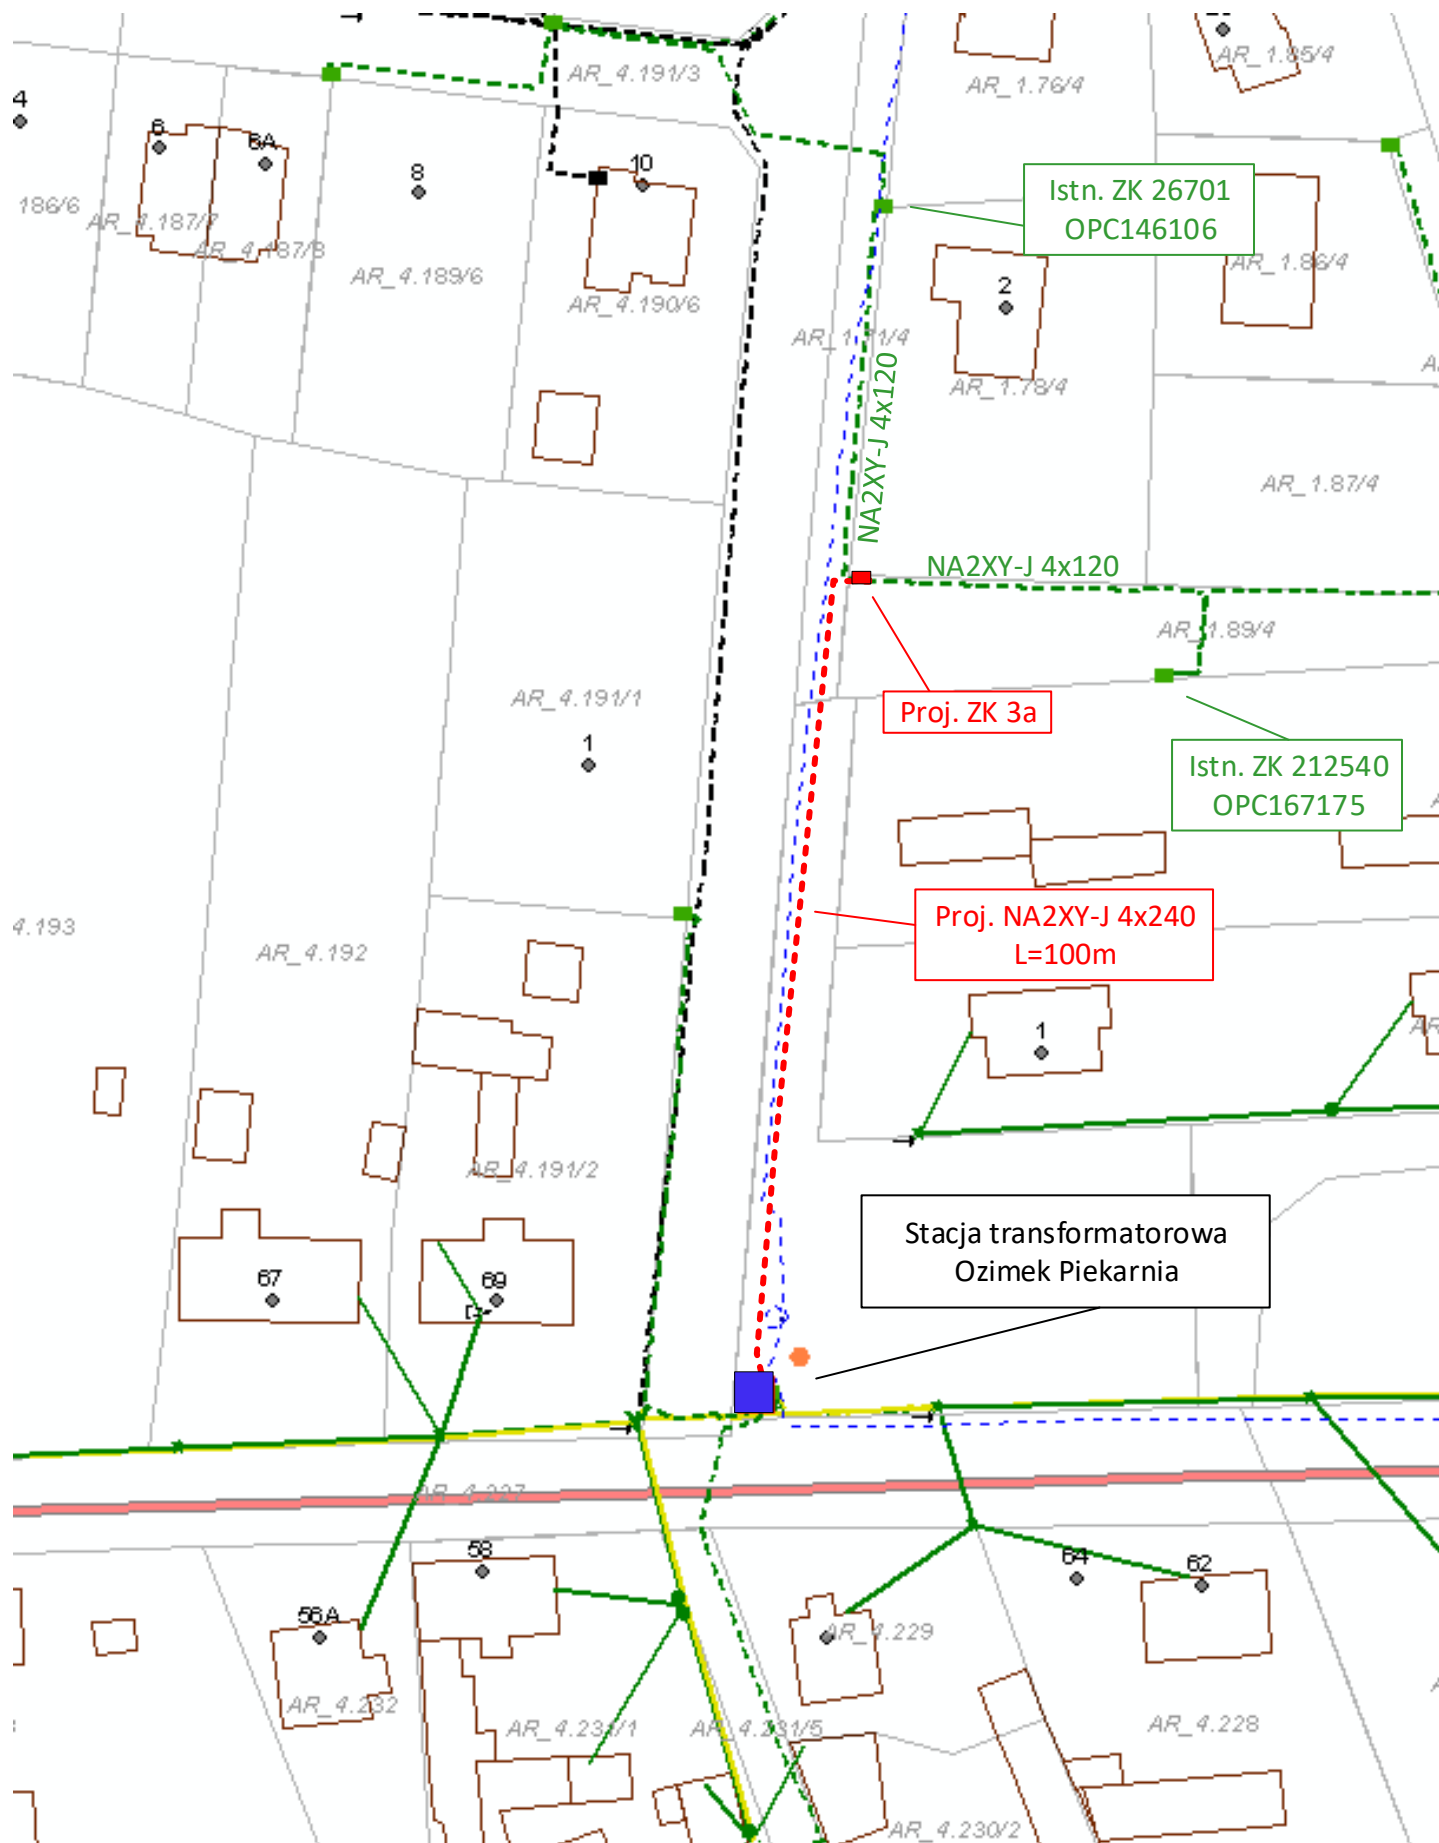 AR_4.191/3
AR_1.76/4
AR_1.85/4
4
6
6A
8
10
186/6
AR_4.187/7
AR_4.187/8
AR_4.189/6
AR_4.190/6
Istn. ZK 26701
OPC146106
AR_1.86/4
2
AR_1.78/4
NA2XY-J 4x120
AR_1.87/4
NA2XY-J 4x120
AR_1.89/4
AR_4.191/1
1
Proj. ZK 3a
Istn. ZK 212540
OPC167175
4.193
AR_4.192
Proj. NA2XY-J 4x240
L=100m
1
AR_4.191/2
Stacja transformatorowa
Ozimek Piekarnia
67
69
AR_4.227
58
56A
64
62
AR_4.229
AR_4.232
AR_4.231/1
AR_4.231/5
AR_4.228
AR_4.230/2